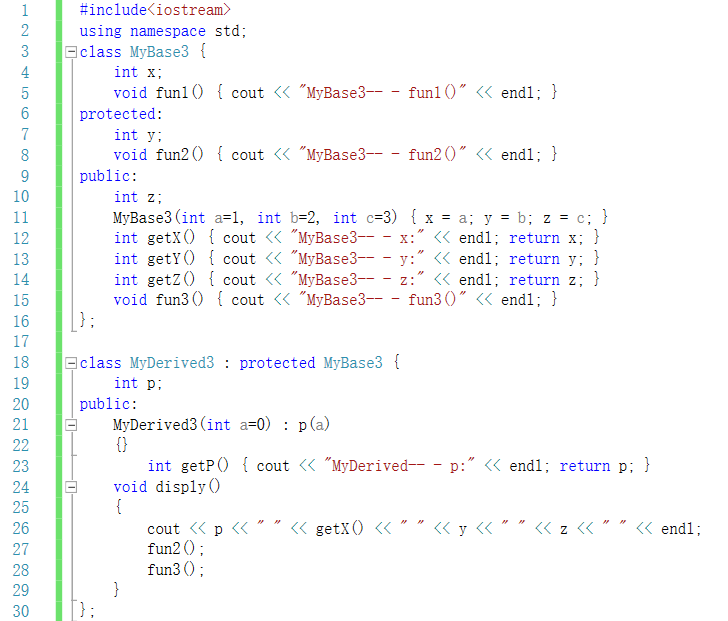 1 #include<iostream>
2 using namespace std;
3 class MyBase3 {
4 int x;
5 void fun1() { cout << "MyBase3-- - fun1()" << endl; }
6 protected:
7 int y;
8 void fun2() { cout << "MyBase3-- - fun2()" << endl; }
9 public:
10 int z;
11 MyBase3(int a=1, int b=2, int c=3) { x = a; y = b; z = c; }
12 int getX() { cout << "MyBase3-- - x:" << endl; return x; }
13 int getY() { cout << "MyBase3-- - y:" << endl; return y; }
14 int getZ() { cout << "MyBase3-- - z:" << endl; return z; }
15 void fun3() { cout << "MyBase3-- - fun3()" << endl; }
16 };
17
18 class MyDerived3 : protected MyBase3 {
19 int p;
20 public:
21 MyDerived3(int a=0) : p(a)
22 {}
23 int getP() { cout << "MyDerived-- - p:" << endl; return p; }
24 void disply()
25 {
26 cout << p << " " << getX() << " " << y << " " << z << " " << endl;
27 fun2();
28 fun3();
29 }
30 };